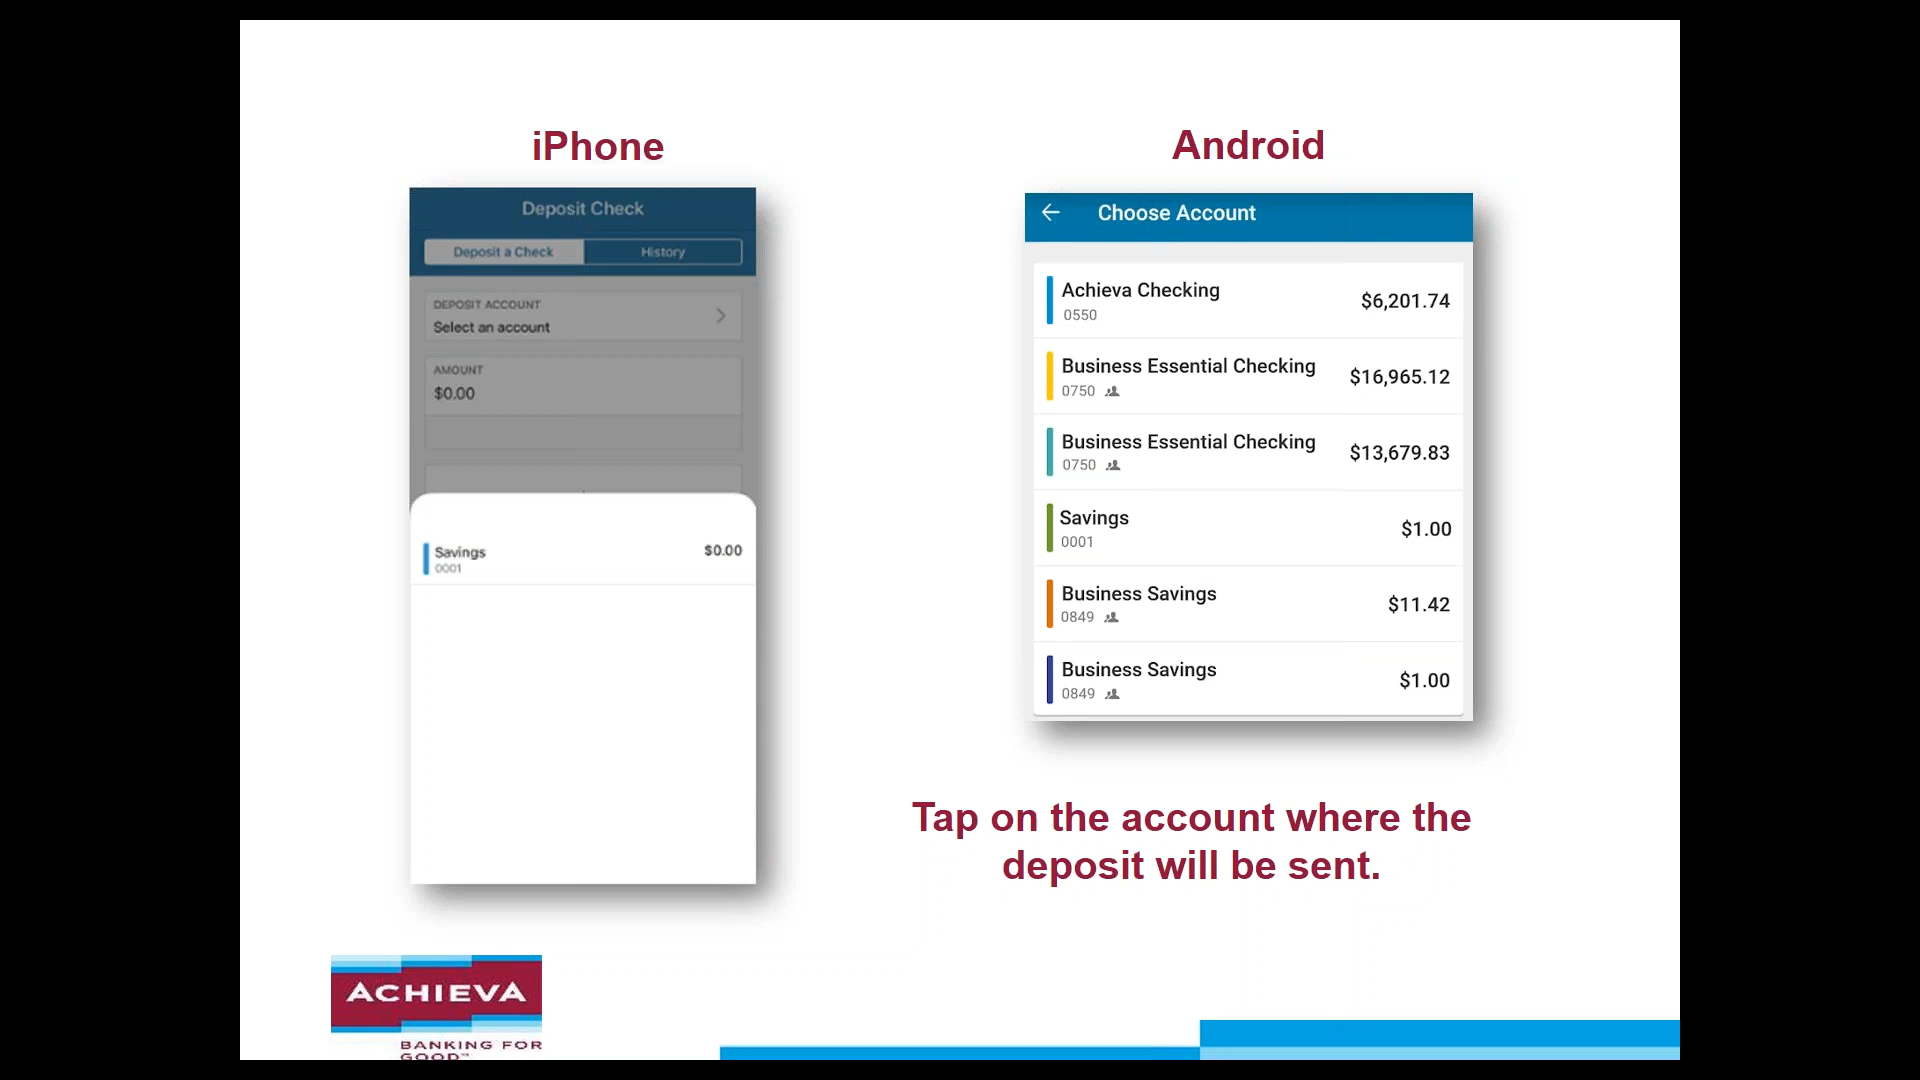 iPhone
Deposit Check
Deposit a Check
History
DEPOSIT ACCOUNT
Select an account
AMOUNT
$0.00
Savings
$0.00
0001
Android
Choose Account
Achieva Checking
$6,201.74
0550
Business Essential Checking
$16,965.12
0750
Business Essential Checking
$13,679.83
0750
Savings
$1.00
0001
Business Savings
$11.42
0849
Business Savings
$1.00
0849
Tap on the account where the
deposit will be sent.
ACHIEVA
BANKING FOR
GOOD™